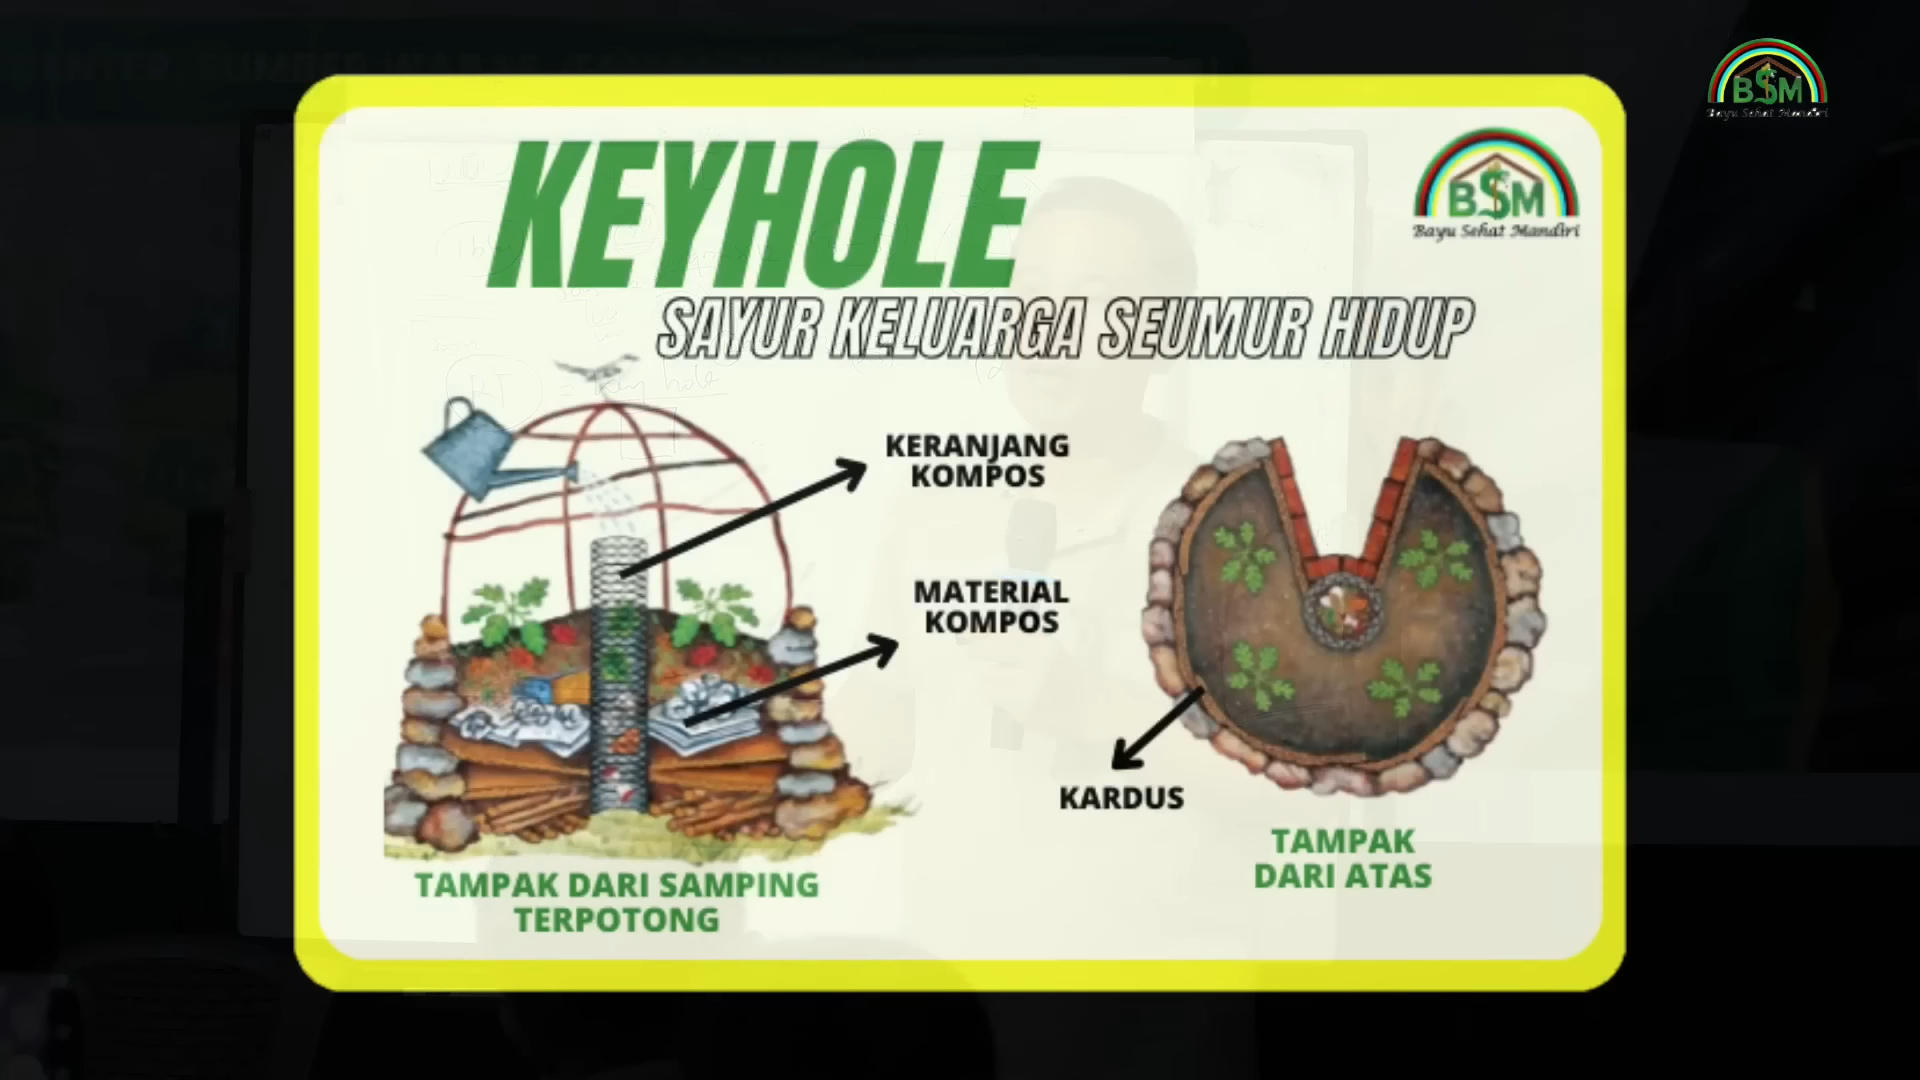 BSM
Bayu Sehat Mandiri
KEYHOLE
BSM
Bayu Sehat Mandiri
SAYUR KELUARGA SEUMUR HIDUP
KERANJANG
KOMPOS
MATERIAL
KOMPOS
KARDUS
TAMPAK DARI SAMPING
TERPOTONG
TAMPAK
DARI ATAS